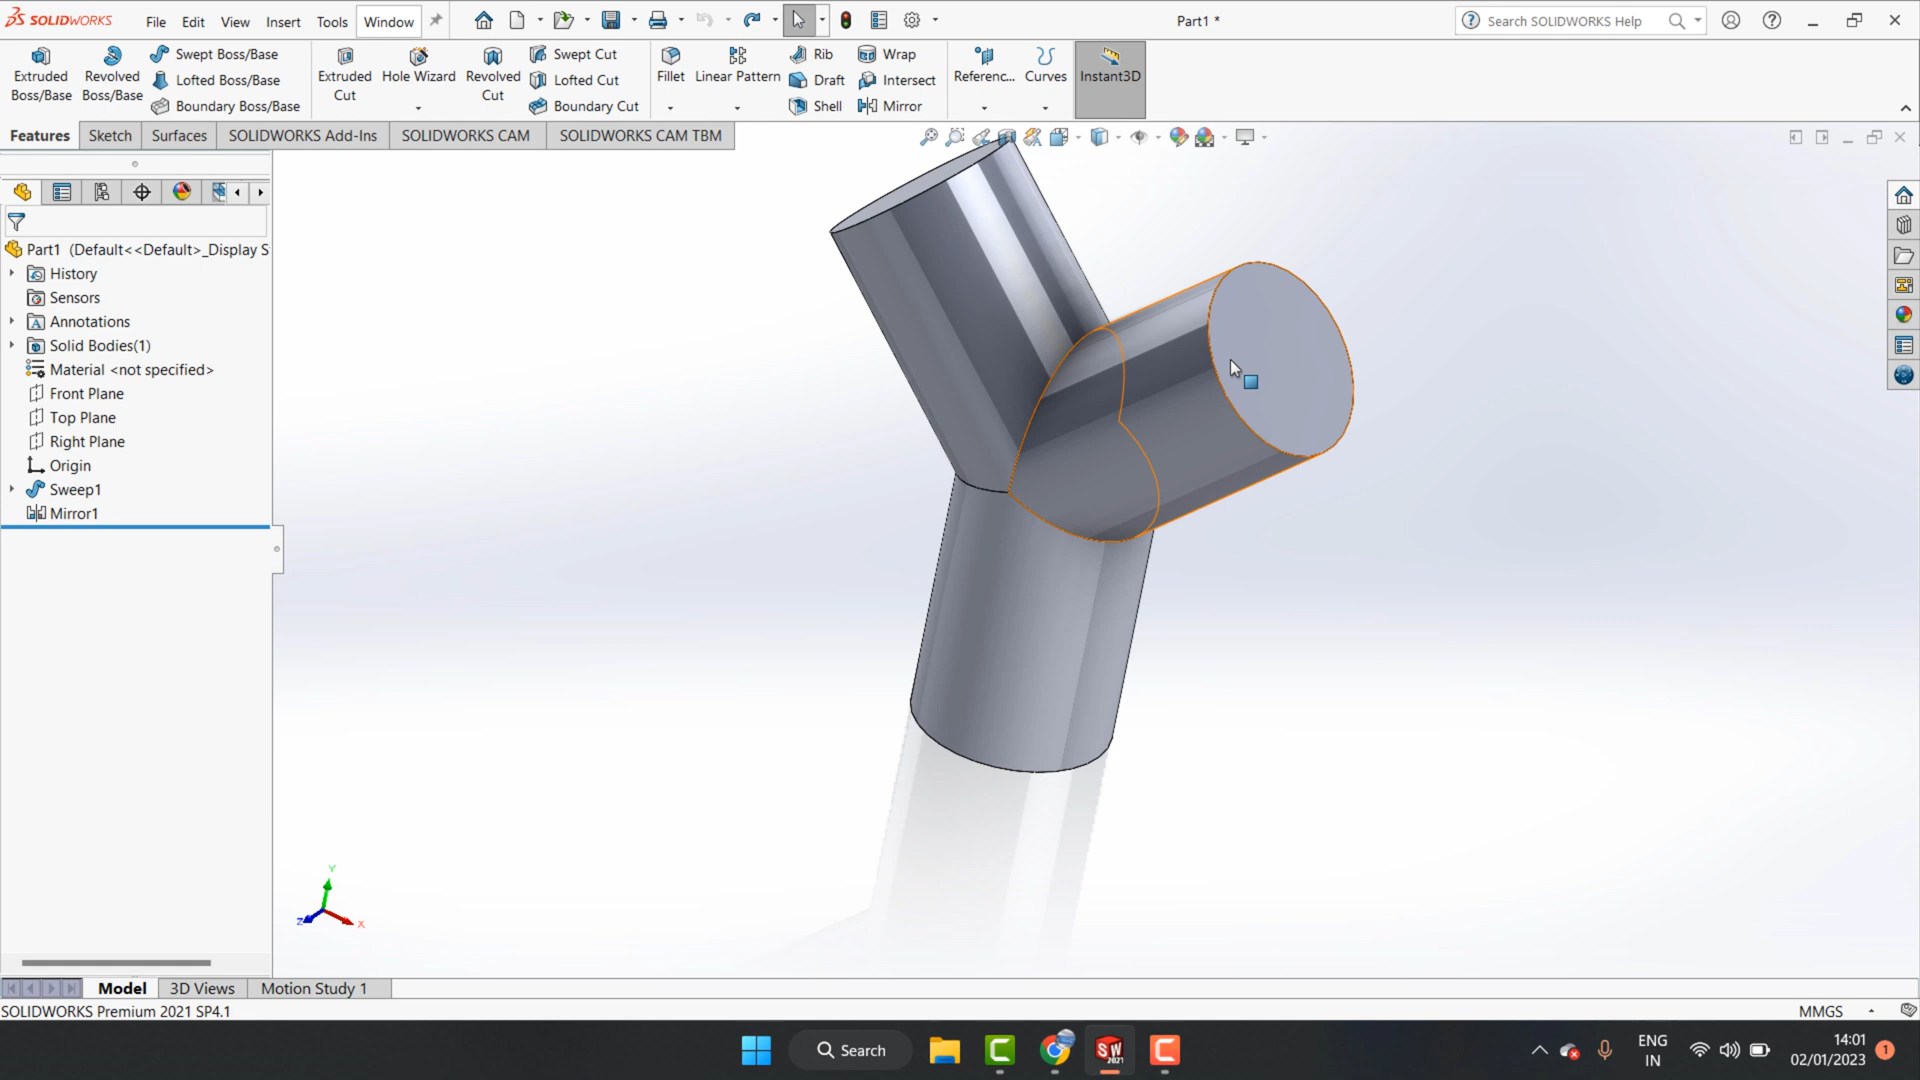 SOLIDWORKS File Edit View Insert Tools Window Part1 * Search SOLIDWORKS Help
Extruded Boss/Base
Revolved Boss/Base
Swept Boss/Base
Lofted Boss/Base
Boundary Boss/Base
Extruded Cut
Hole Wizard
Revolved Cut
Swept Cut
Lofted Cut
Boundary Cut
Fillet
Linear Pattern
Rib
Draft
Shell
Wrap
Intersect
Mirror
Referenc...
Curves
Instant3D
Features Sketch Surfaces SOLIDWORKS Add-Ins SOLIDWORKS CAM SOLIDWORKS CAM TBM
Part1 (Default<<Default>_Display S
History
Sensors
Annotations
Solid Bodies(1)
Material <not specified>
Front Plane
Top Plane
Right Plane
Origin
Sweep1
Mirror1
Y
Z X
Model 3D Views Motion Study 1
SOLIDWORKS Premium 2021 SP4.1 MMGS
Search
SW 2021
ENG
IN
14:01
02/01/2023
1